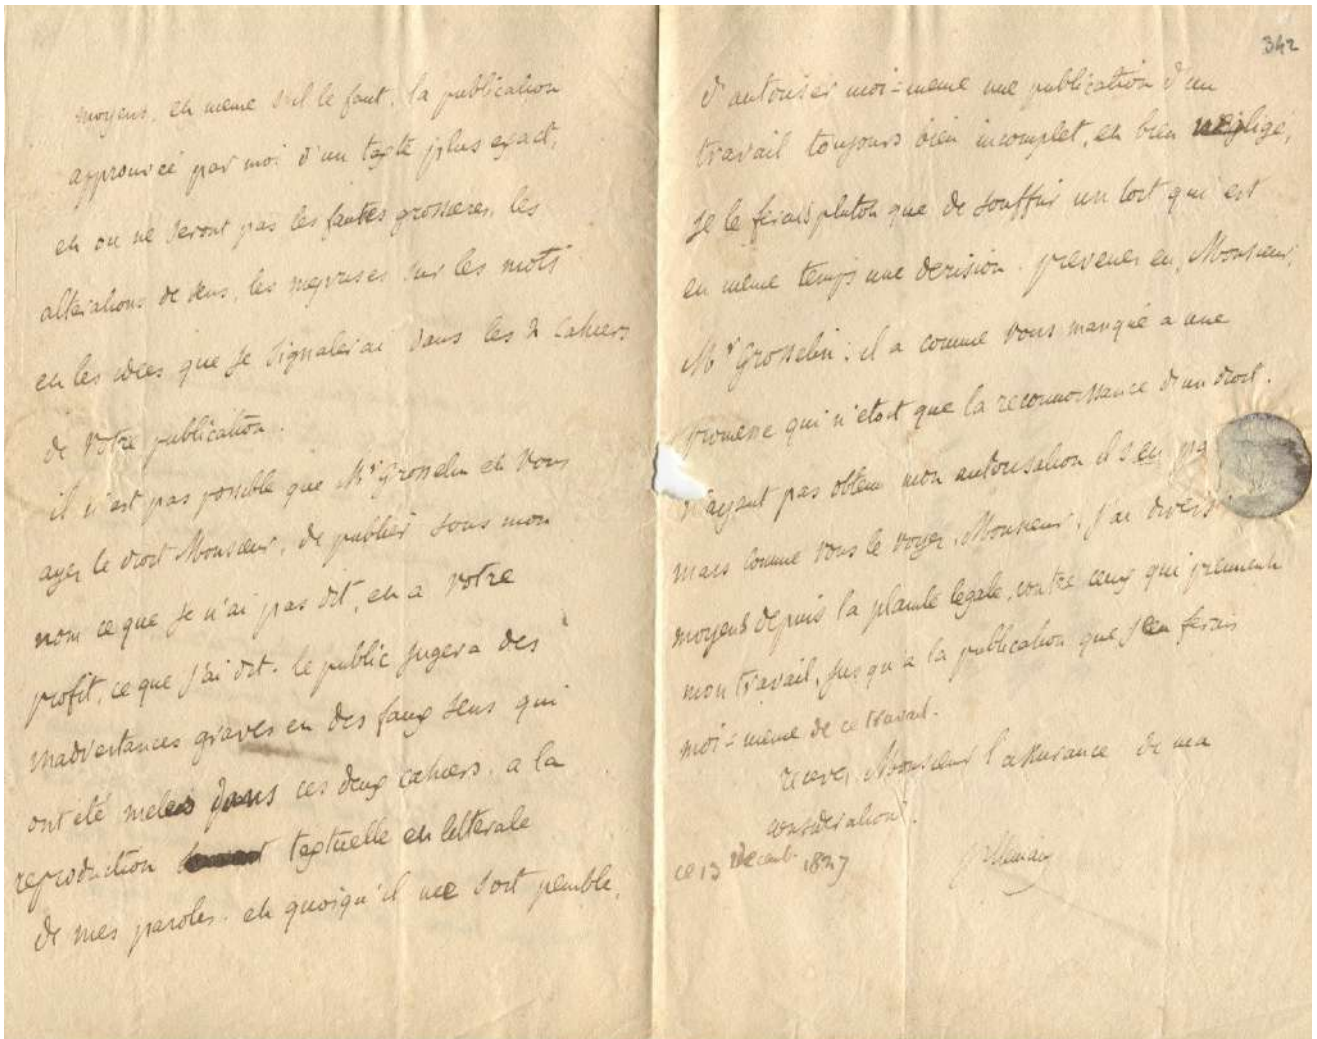 moyens, et meme s'il le faut, la publication
approuvée par moi d'un texte plus exact,
et ou ne seront pas les fautes grossieres, les
alterations de sens, les meprises sur les mots
et les idées que je signalerai dans les 2 cahiers
de votre publication.
il n'est pas possible que Mr Grosselin et vous
ayez le droit Monsieur, de publier sous mon
nom ce que je n'ai pas dit, et a votre
profit, ce que j'ai dit. le public jugera des
inadvertances graves et des faux sens qui
ont été melés dans ces deux cahiers, a la
reproduction textuelle et litterale
de mes paroles. et quoiqu'il me soit penible,
342
d'autoriser moi-meme une publication d'un
travail toujours bien incomplet, et bien negligé,
je le ferais plutot que de souffrir un tort qui est
en même temps une derision. prevenez en, Monsieur,
Mr Grosselin: il a comme vous manqué a une
promesse qui n'etoit que la reconnoissance d'un droit.
n'ayant pas obtenu mon autorisation il s'en
mais comme vous le voyez, Monsieur, j'ai divers
moyens depuis la plainte legale, contre ceux qui prennent
mon travail, jusqu'a la publication que j'en ferais
moi-meme de ce travail.
recevez, Monsieur l'assurance de ma
consideration.
ce 13 Decemb. 1827
Villemain